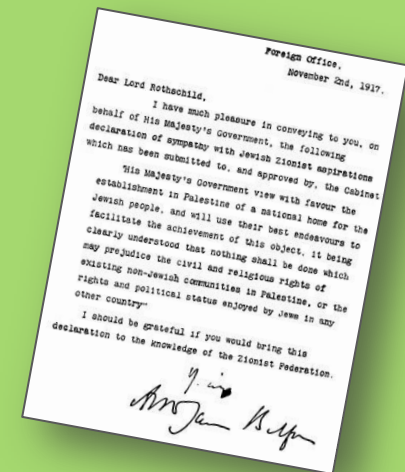 Foreign Office,
November 2nd, 1917.
Dear Lord Rothschild,
I have much pleasure in conveying to you, on
behalf of His Majesty's Government, the following
declaration of sympathy with Jewish Zionist aspirations
which has been submitted to, and approved by, the Cabinet
"His Majesty's Government view with favour the
establishment in Palestine of a national home for the
Jewish people, and will use their best endeavours to
facilitate the achievement of this object, it being
clearly understood that nothing shall be done which
may prejudice the civil and religious rights of
existing non-Jewish communities in Palestine, or the
rights and political status enjoyed by Jews in any
other country"
I should be grateful if you would bring this
declaration to the knowledge of the Zionist Federation.